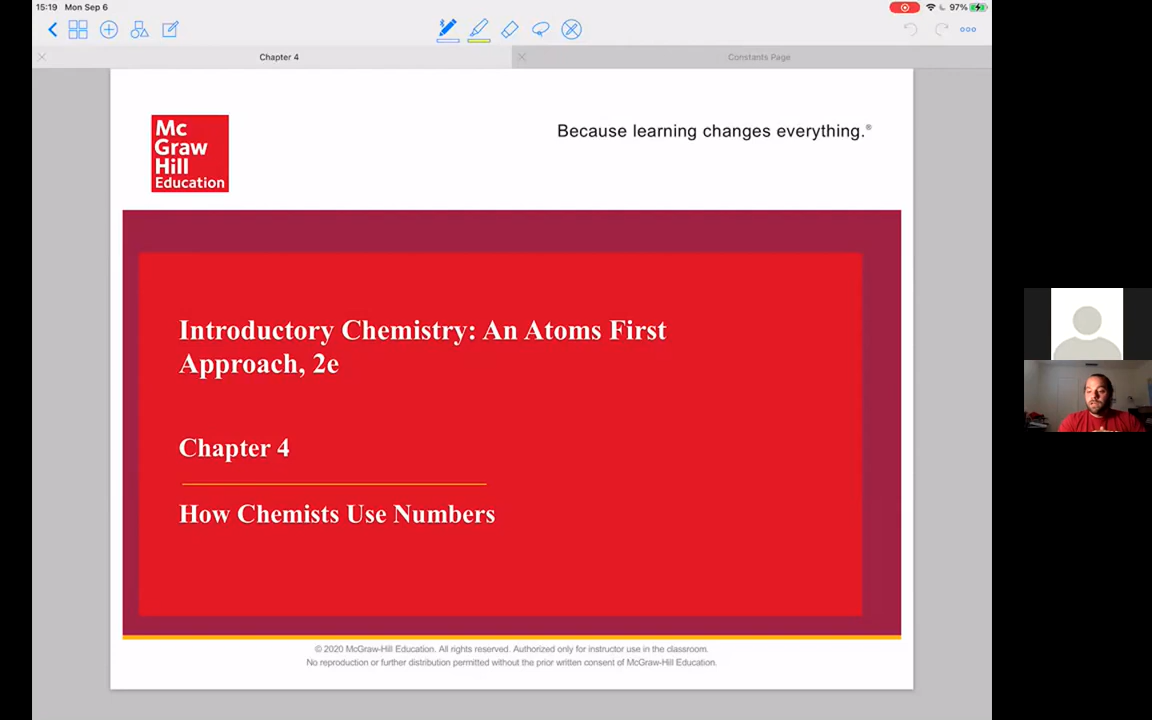 15:19 Mon Sep 6
97%
Chapter 4
Constants Page
Mc
Graw
Hill
Education
Because learning changes everything.®
Introductory Chemistry: An Atoms First
Approach, 2e
Chapter 4
How Chemists Use Numbers
© 2020 McGraw-Hill Education. All rights reserved. Authorized only for instructor use in the classroom.
No reproduction or further distribution permitted without the prior written consent of McGraw-Hill Education.